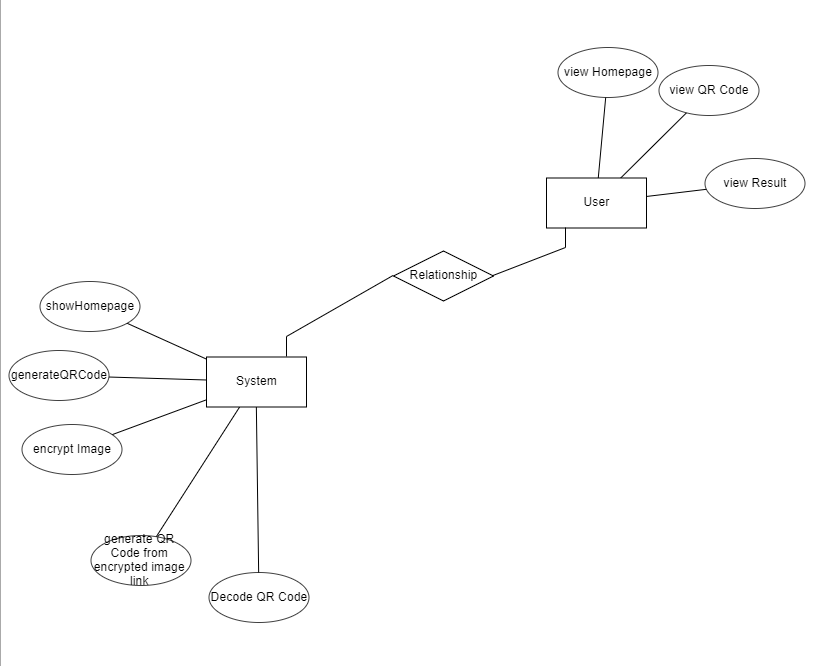 view Homepage
view QR Code
view Result
User
Relationship
showHomepage
generateQRCode
System
encrypt Image
generate QR
Code from
encrypted image
link
Decode QR Code